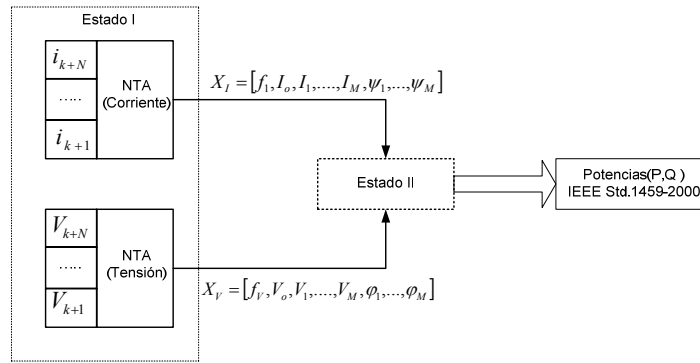 Estado I
i_{k+N}
.....
i_{k+1}
NTA
(Corriente)
X_I = [f_1, I_o, I_1, ...., I_M, ψ_1, ..., ψ_M]
Estado II
Potencias(P,Q )
IEEE Std.1459-2000
V_{k+N}
.....
V_{k+1}
NTA
(Tensión)
X_V = [f_V, V_o, V_1, ...., V_M, φ_1, ..., φ_M]